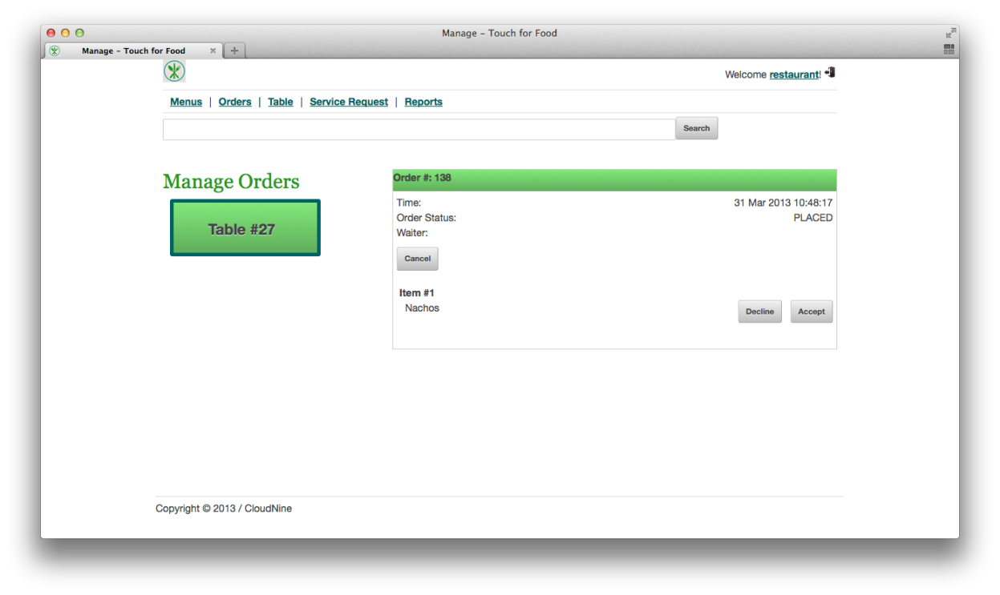 Manage – Touch for Food
Manage – Touch for Food
Welcome restaurant!
Menus | Orders | Table | Service Request | Reports
Search
Manage Orders
Table #27
Order #: 138
Time: 31 Mar 2013 10:48:17
Order Status: PLACED
Waiter:
Cancel
Item #1
Nachos
Decline Accept
Copyright © 2013 / CloudNine